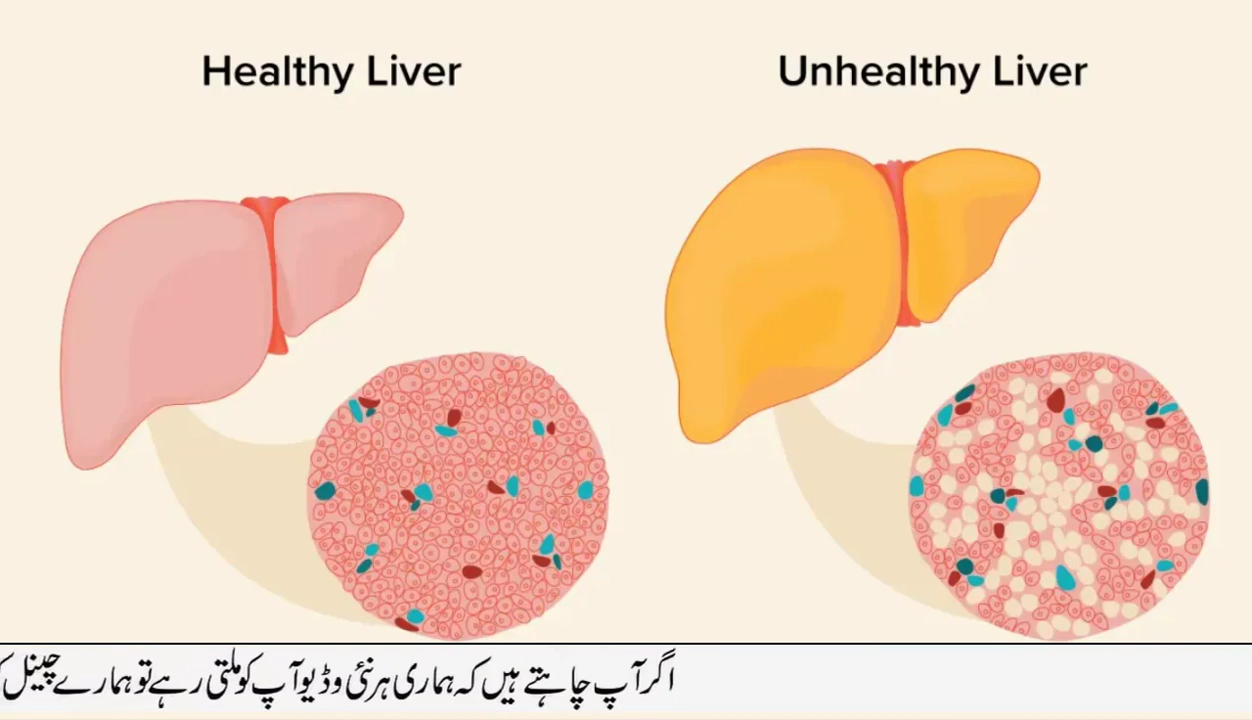 Healthy Liver
Unhealthy Liver
اگر آپ چاہتے ہیں کہ ہماری ہر نئی وڈیو آپ کو ملتی رہے تو ہمارے چینل